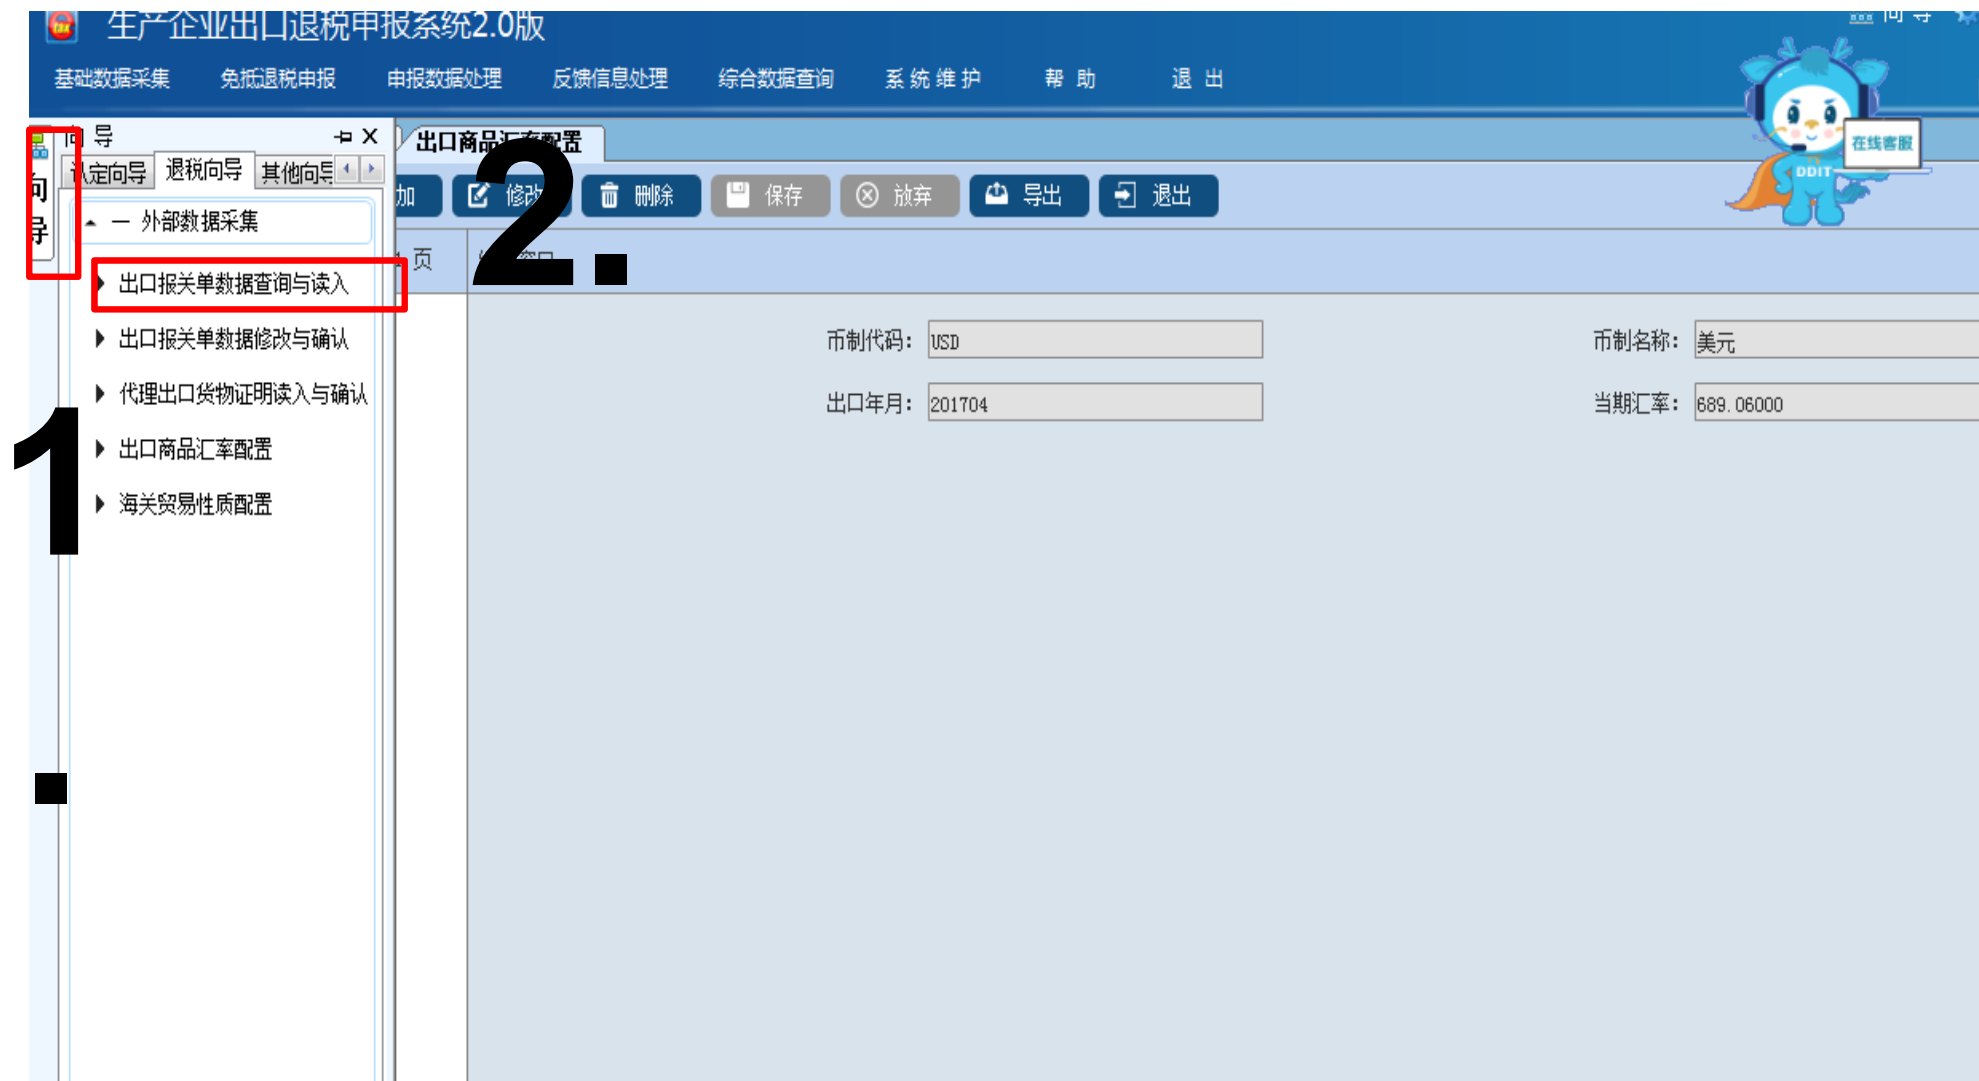 生产企业出口退税申报系统2.0版
向 导
基础数据采集 免抵退税申报 申报数据处理 反馈信息处理 综合数据查询 系统维护 帮助 退出
向 导
向导 X
出口商品汇率配置
在线客服
DDIT
认定向导 退税向导 其他向导
加 修改 删除 保存 放弃 导出 退出
2.
一 外部数据采集
页
出口报关单数据查询与读入
出口报关单数据修改与确认
币制代码: USD 币制名称: 美元
代理出口货物证明读入与确认
出口年月: 201704 当期汇率: 689.06000
出口商品汇率配置
海关贸易性质配置
1.